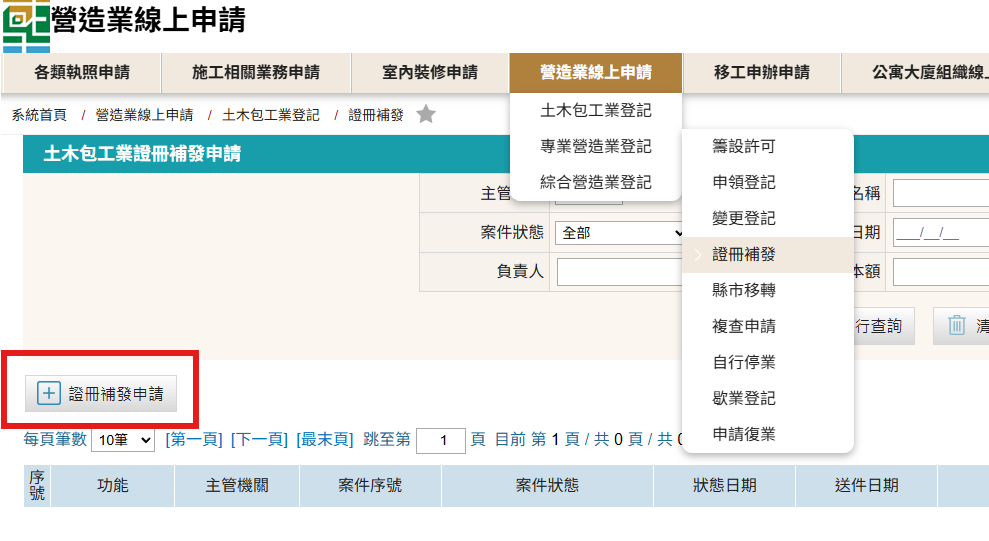 營造業線上申請
各類執照申請 施工相關業務申請 室內裝修申請 營造業線上申請 移工申辦申請 公寓大廈組織線上
系統首頁 / 營造業線上申請 / 土木包工業登記 / 證冊補發
土木包工業登記
專業營造業登記
綜合營造業登記
籌設許可
申領登記
變更登記
證冊補發
縣市移轉
複查申請
自行停業
歇業登記
申請復業
土木包工業證冊補發申請
主管 名稱
案件狀態 全部 日期 ___/__/__
負責人 本額
行查詢 清
證冊補發申請
每頁筆數 10筆 [第一頁] [下一頁] [最末頁] 跳至第 1 頁 目前 第 1 頁 / 共 0 頁 / 共 0
序號 功能 主管機關 案件序號 案件狀態 狀態日期 送件日期